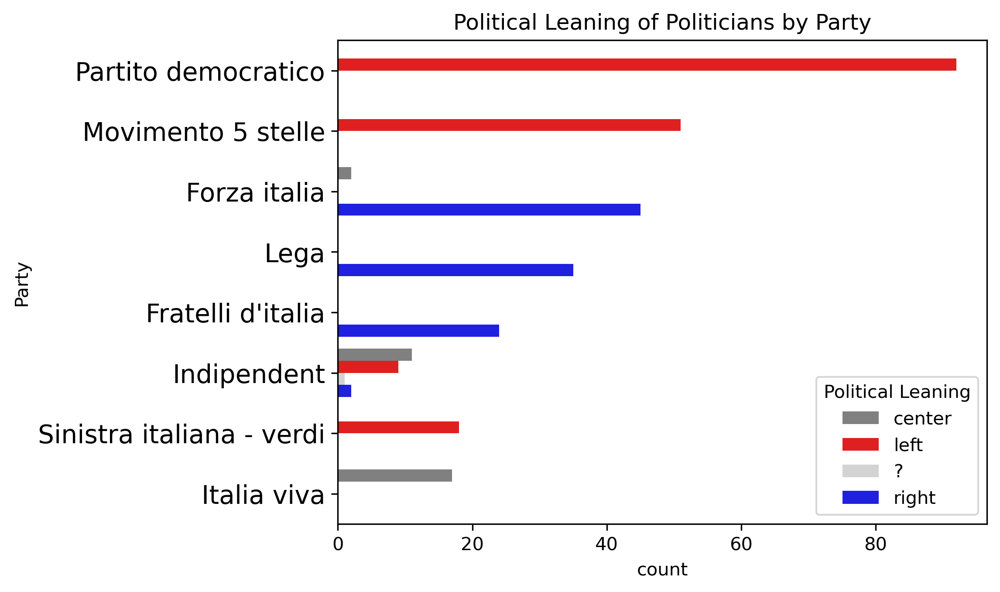 Political Leaning of Politicians by Party
Party
Partito democratico
Movimento 5 stelle
Forza italia
Lega
Fratelli d'italia
Indipendent
Sinistra italiana - verdi
Italia viva
Political Leaning
center
left
?
right
0 20 40 60 80
count